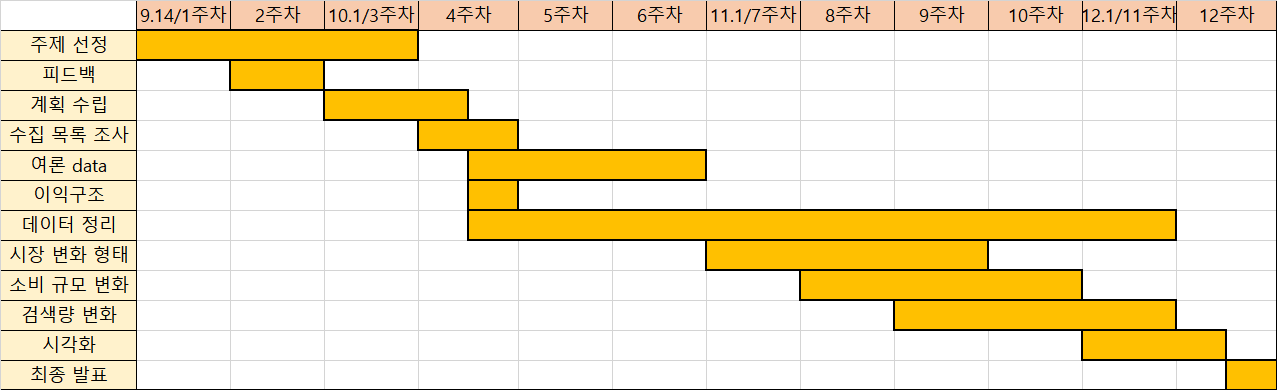 9.14/1주차 2주차 10.1/3주차 4주차 5주차 6주차 11.1/7주차 8주차 9주차 10주차 12.1/11주차 12주차
주제 선정
피드백
계획 수립
수집 목록 조사
여론 data
이익구조
데이터 정리
시장 변화 형태
소비 규모 변화
검색량 변화
시각화
최종 발표